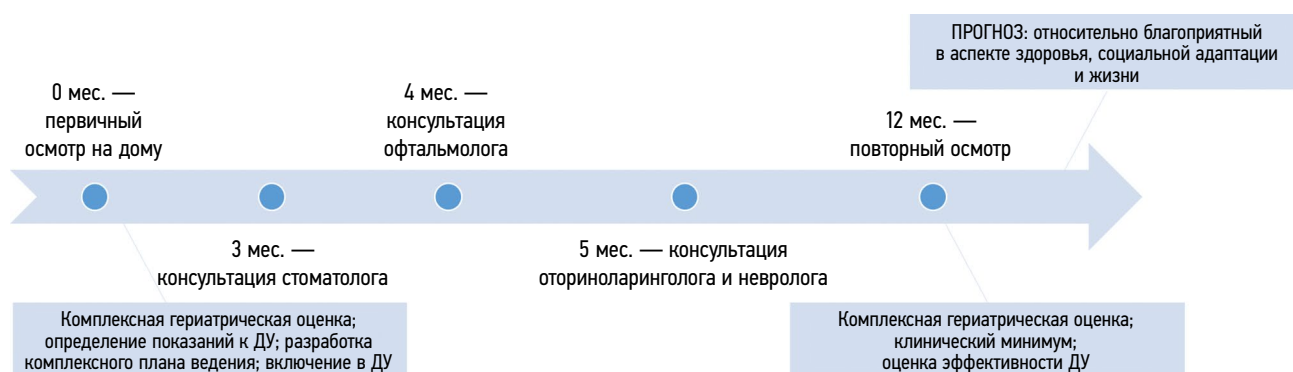 ПРОГНОЗ: относительно благоприятный
в аспекте здоровья, социальной адаптации
и жизни
0 мес. —
первичный
осмотр на дому
4 мес. —
консультация
офтальмолога
12 мес. —
повторный осмотр
3 мес. —
консультация стоматолога
5 мес. — консультация
оториноларинголога и невролога
Комплексная гериатрическая оценка;
определение показаний к ДУ; разработка
комплексного плана ведения; включение в ДУ
Комплексная гериатрическая оценка;
клинический минимум;
оценка эффективности ДУ